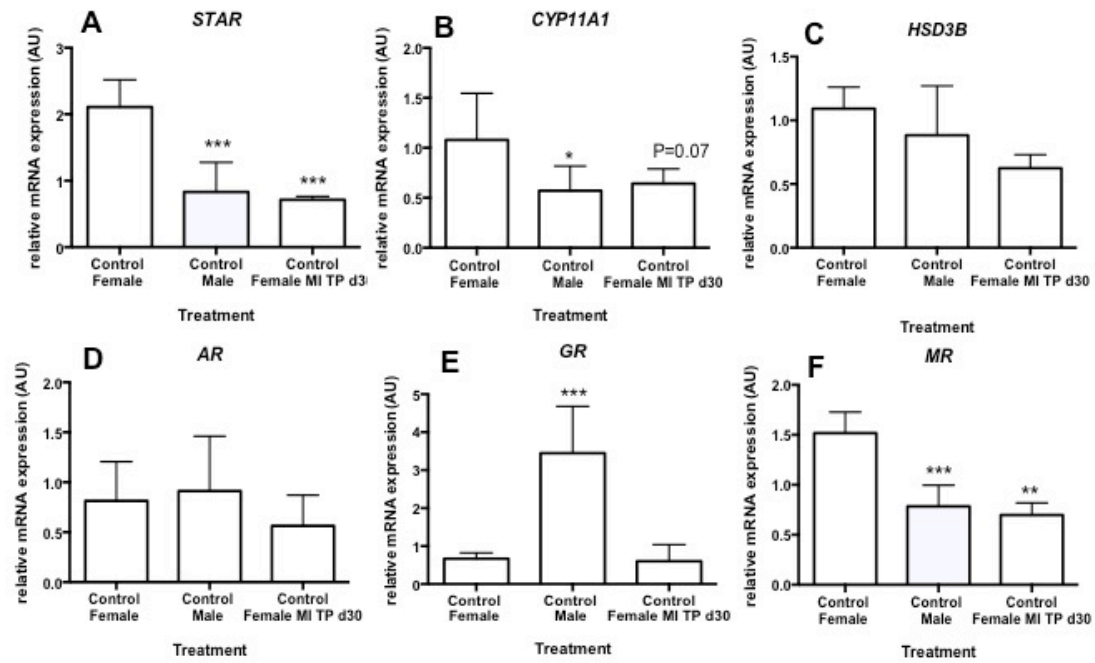 A
STAR
relative mRNA expression (AU)
3
2
1
0
***
***
Control Female
Control Male
Control Female MI TP d30
Treatment
B
CYP11A1
relative mRNA expression (AU)
2.0
1.5
1.0
0.5
0.0
*
P=0.07
Control Female
Control Male
Control Female MI TP d30
Treatment
C
HSD3B
relative mRNA expression (AU)
1.5
1.0
0.5
0.0
Control Female
Control Male
Control Female MI TP d30
Treatment
D
AR
relative mRNA expression (AU)
2.0
1.5
1.0
0.5
0.0
Control Female
Control Male
Control Female MI TP d30
Treatment
E
GR
relative mRNA expression (AU)
5
4
3
2
1
0
***
Control Female
Control Male
Control Female MI TP d30
Treatment
F
MR
relative mRNA expression (AU)
2.0
1.5
1.0
0.5
0.0
***
**
Control Female
Control Male
Control Female MI TP d30
Treatment